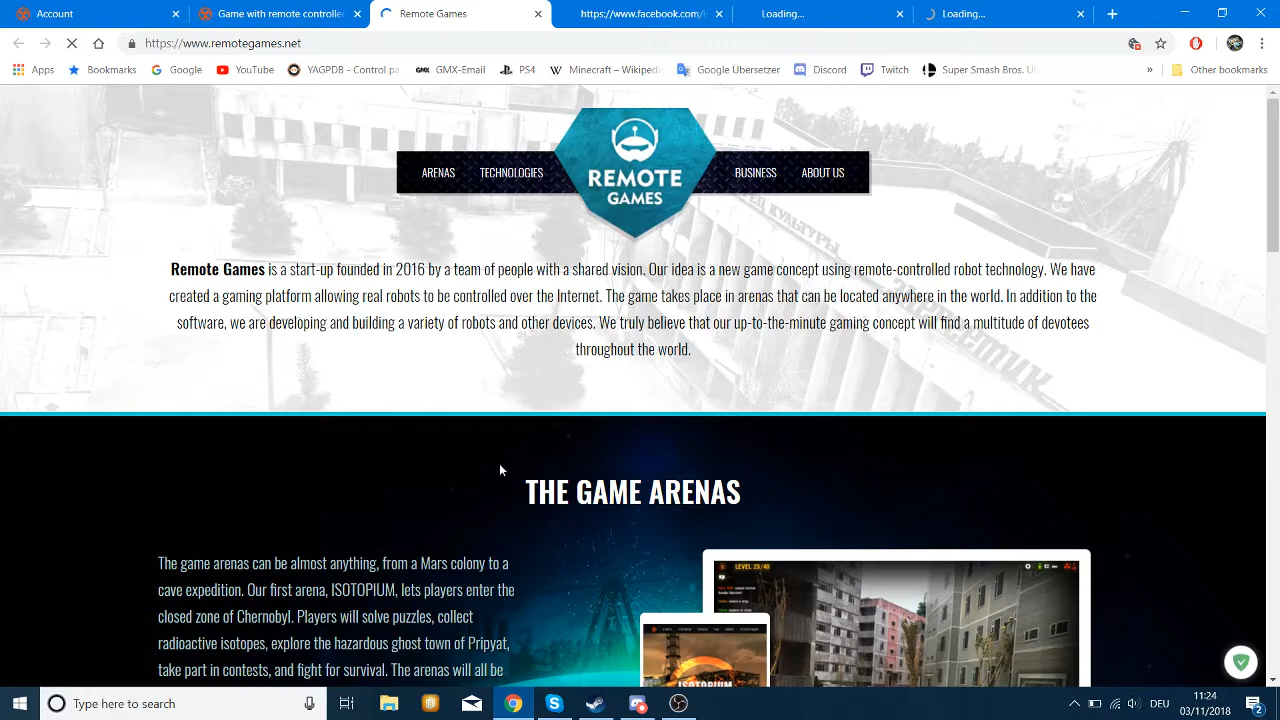 Account
Game with remote controlle
Remote Games
https://www.facebook.com/
Loading...
Loading...
https://www.remotegames.net
Apps
Bookmarks
Google
YouTube
YAGPDB - Control pa
GMX
GMX Email
PS4
W
Minecraft – Wikipedi
Google Übersetzer
Discord
Twitch
Super Smash Bros. Ul
»
Other bookmarks
ARENAS
TECHNOLOGIES
REMOTE
GAMES
BUSINESS
ABOUT US
Remote Games is a start-up founded in 2016 by a team of people with a shared vision. Our idea is a new game concept using remote-controlled robot technology. We have
created a gaming platform allowing real robots to be controlled over the Internet. The game takes place in arenas that can be located anywhere in the world. In addition to the
software, we are developing and building a variety of robots and other devices. We truly believe that our up-to-the-minute gaming concept will find a multitude of devotees
throughout the world.
THE GAME ARENAS
The game arenas can be almost anything, from a Mars colony to a
cave expedition. Our first arena, ISOTOPIUM, lets players enter the
closed zone of Chernobyl. Players will solve puzzles, collect
radioactive isotopes, explore the hazardous ghost town of Pripyat,
take part in contests, and fight for survival. The arenas will all be
LEVEL 23/40
ISOTOPIUM
Type here to search
DEU
11:24
03/11/2018
2